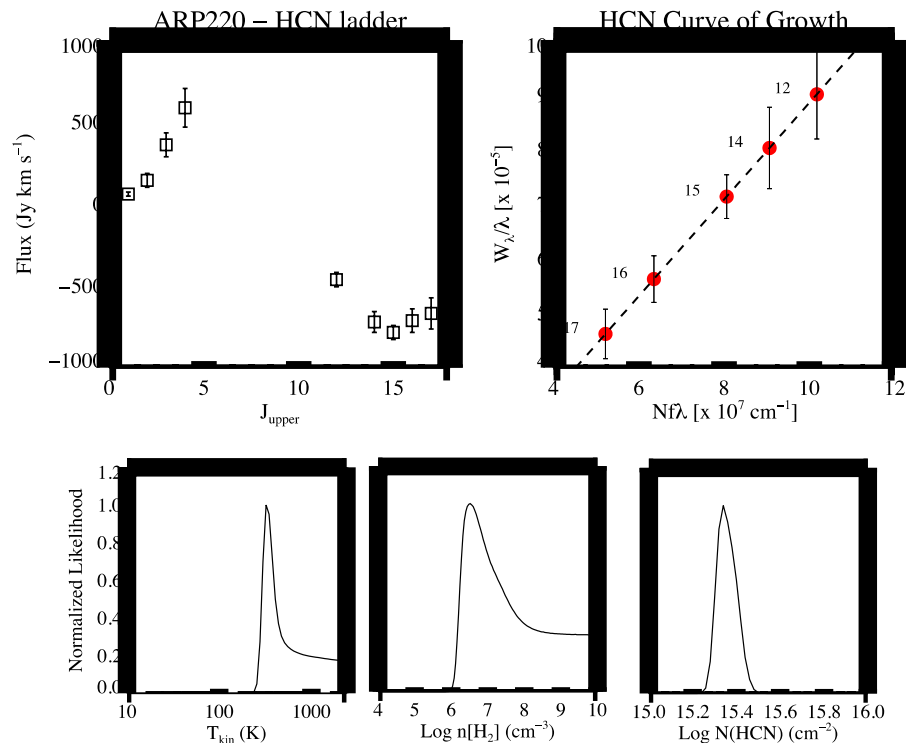 ARP220 – HCN ladder
1000
500
0
−500
−1000
Flux (Jy km s⁻¹)
0 5 10 15
J_upper
HCN Curve of Growth
10
9
8
6
W_λ/λ [x 10⁻⁵]
12
14
15
16
17
4 6 8 10 12
Nfλ [x 10⁷ cm⁻¹]
1.2
1.0
0.8
0.6
0.4
0.2
0.0
Normalized Likelihood
10 100 1000
T_kin (K)
4 5 6 7 8 9 10
Log n[H₂] (cm⁻³)
15.0 15.2 15.4 15.6 15.8 16.0
Log N(HCN) (cm⁻²)